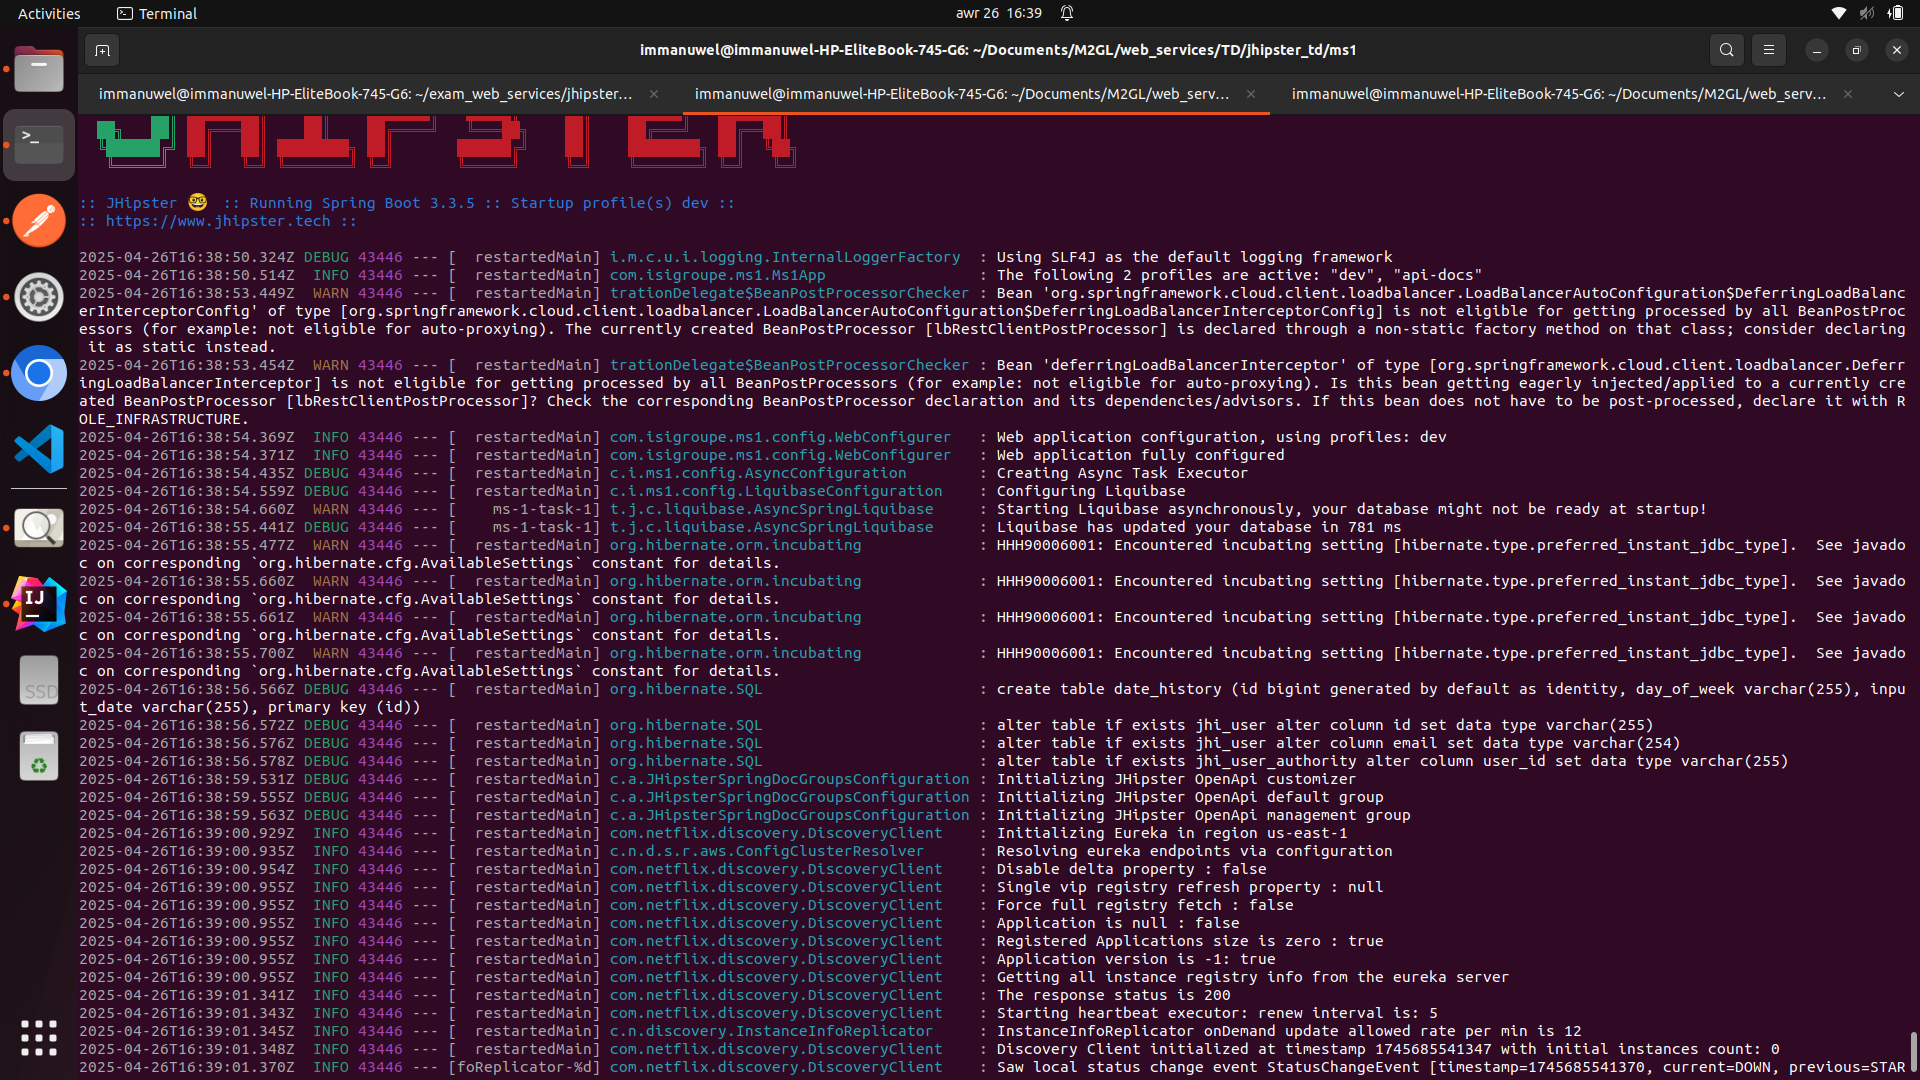 Activities
Terminal
awr 26 16:39
immanuwel@immanuwel-HP-EliteBook-745-G6: ~/Documents/M2GL/web_services/TD/jhipster_td/ms1
immanuwel@immanuwel-HP-EliteBook-745-G6: ~/exam_web_services/jhipster...
immanuwel@immanuwel-HP-EliteBook-745-G6: ~/Documents/M2GL/web_serv...
immanuwel@immanuwel-HP-EliteBook-745-G6: ~/Documents/M2GL/web_serv...
JHIPSTER
:: JHipster 🤓 :: Running Spring Boot 3.3.5 :: Startup profile(s) dev ::
:: https://www.jhipster.tech ::
2025-04-26T16:38:50.324Z DEBUG 43446 --- [  restartedMain] i.m.c.u.i.logging.InternalLoggerFactory  : Using SLF4J as the default logging framework
2025-04-26T16:38:50.514Z  INFO 43446 --- [  restartedMain] com.isigroupe.ms1.Ms1App                 : The following 2 profiles are active: "dev", "api-docs"
2025-04-26T16:38:53.449Z  WARN 43446 --- [  restartedMain] trationDelegate$BeanPostProcessorChecker : Bean 'org.springframework.cloud.client.loadbalancer.LoadBalancerAutoConfiguration$DeferringLoadBalanc
erInterceptorConfig' of type [org.springframework.cloud.client.loadbalancer.LoadBalancerAutoConfiguration$DeferringLoadBalancerInterceptorConfig] is not eligible for getting processed by all BeanPostProc
essors (for example: not eligible for auto-proxying). The currently created BeanPostProcessor [lbRestClientPostProcessor] is declared through a non-static factory method on that class; consider declaring
 it as static instead.
2025-04-26T16:38:53.454Z  WARN 43446 --- [  restartedMain] trationDelegate$BeanPostProcessorChecker : Bean 'deferringLoadBalancerInterceptor' of type [org.springframework.cloud.client.loadbalancer.Deferr
ingLoadBalancerInterceptor] is not eligible for getting processed by all BeanPostProcessors (for example: not eligible for auto-proxying). Is this bean getting eagerly injected/applied to a currently cre
ated BeanPostProcessor [lbRestClientPostProcessor]? Check the corresponding BeanPostProcessor declaration and its dependencies/advisors. If this bean does not have to be post-processed, declare it with R
OLE_INFRASTRUCTURE.
2025-04-26T16:38:54.369Z  INFO 43446 --- [  restartedMain] com.isigroupe.ms1.config.WebConfigurer   : Web application configuration, using profiles: dev
2025-04-26T16:38:54.371Z  INFO 43446 --- [  restartedMain] com.isigroupe.ms1.config.WebConfigurer   : Web application fully configured
2025-04-26T16:38:54.435Z DEBUG 43446 --- [  restartedMain] c.i.ms1.config.AsyncConfiguration        : Creating Async Task Executor
2025-04-26T16:38:54.559Z DEBUG 43446 --- [  restartedMain] c.i.ms1.config.LiquibaseConfiguration    : Configuring Liquibase
2025-04-26T16:38:54.660Z  WARN 43446 --- [    ms-1-task-1] t.j.c.liquibase.AsyncSpringLiquibase     : Starting Liquibase asynchronously, your database might not be ready at startup!
2025-04-26T16:38:55.441Z DEBUG 43446 --- [    ms-1-task-1] t.j.c.liquibase.AsyncSpringLiquibase     : Liquibase has updated your database in 781 ms
2025-04-26T16:38:55.477Z  WARN 43446 --- [  restartedMain] org.hibernate.orm.incubating             : HHH90006001: Encountered incubating setting [hibernate.type.preferred_instant_jdbc_type].  See javado
c on corresponding `org.hibernate.cfg.AvailableSettings` constant for details.
2025-04-26T16:38:55.660Z  WARN 43446 --- [  restartedMain] org.hibernate.orm.incubating             : HHH90006001: Encountered incubating setting [hibernate.type.preferred_instant_jdbc_type].  See javado
c on corresponding `org.hibernate.cfg.AvailableSettings` constant for details.
2025-04-26T16:38:55.661Z  WARN 43446 --- [  restartedMain] org.hibernate.orm.incubating             : HHH90006001: Encountered incubating setting [hibernate.type.preferred_instant_jdbc_type].  See javado
c on corresponding `org.hibernate.cfg.AvailableSettings` constant for details.
2025-04-26T16:38:55.700Z  WARN 43446 --- [  restartedMain] org.hibernate.orm.incubating             : HHH90006001: Encountered incubating setting [hibernate.type.preferred_instant_jdbc_type].  See javado
c on corresponding `org.hibernate.cfg.AvailableSettings` constant for details.
2025-04-26T16:38:56.566Z DEBUG 43446 --- [  restartedMain] org.hibernate.SQL                        : create table date_history (id bigint generated by default as identity, day_of_week varchar(255), inpu
t_date varchar(255), primary key (id))
2025-04-26T16:38:56.572Z DEBUG 43446 --- [  restartedMain] org.hibernate.SQL                        : alter table if exists jhi_user alter column id set data type varchar(255)
2025-04-26T16:38:56.576Z DEBUG 43446 --- [  restartedMain] org.hibernate.SQL                        : alter table if exists jhi_user alter column email set data type varchar(254)
2025-04-26T16:38:56.578Z DEBUG 43446 --- [  restartedMain] org.hibernate.SQL                        : alter table if exists jhi_user_authority alter column user_id set data type varchar(255)
2025-04-26T16:38:59.531Z DEBUG 43446 --- [  restartedMain] c.a.JHipsterSpringDocGroupsConfiguration : Initializing JHipster OpenApi customizer
2025-04-26T16:38:59.555Z DEBUG 43446 --- [  restartedMain] c.a.JHipsterSpringDocGroupsConfiguration : Initializing JHipster OpenApi default group
2025-04-26T16:38:59.563Z DEBUG 43446 --- [  restartedMain] c.a.JHipsterSpringDocGroupsConfiguration : Initializing JHipster OpenApi management group
2025-04-26T16:39:00.929Z  INFO 43446 --- [  restartedMain] com.netflix.discovery.DiscoveryClient    : Initializing Eureka in region us-east-1
2025-04-26T16:39:00.935Z  INFO 43446 --- [  restartedMain] c.n.d.s.r.aws.ConfigClusterResolver      : Resolving eureka endpoints via configuration
2025-04-26T16:39:00.954Z  INFO 43446 --- [  restartedMain] com.netflix.discovery.DiscoveryClient    : Disable delta property : false
2025-04-26T16:39:00.955Z  INFO 43446 --- [  restartedMain] com.netflix.discovery.DiscoveryClient    : Single vip registry refresh property : null
2025-04-26T16:39:00.955Z  INFO 43446 --- [  restartedMain] com.netflix.discovery.DiscoveryClient    : Force full registry fetch : false
2025-04-26T16:39:00.955Z  INFO 43446 --- [  restartedMain] com.netflix.discovery.DiscoveryClient    : Application is null : false
2025-04-26T16:39:00.955Z  INFO 43446 --- [  restartedMain] com.netflix.discovery.DiscoveryClient    : Registered Applications size is zero : true
2025-04-26T16:39:00.955Z  INFO 43446 --- [  restartedMain] com.netflix.discovery.DiscoveryClient    : Application version is -1: true
2025-04-26T16:39:00.955Z  INFO 43446 --- [  restartedMain] com.netflix.discovery.DiscoveryClient    : Getting all instance registry info from the eureka server
2025-04-26T16:39:01.341Z  INFO 43446 --- [  restartedMain] com.netflix.discovery.DiscoveryClient    : The response status is 200
2025-04-26T16:39:01.343Z  INFO 43446 --- [  restartedMain] com.netflix.discovery.DiscoveryClient    : Starting heartbeat executor: renew interval is: 5
2025-04-26T16:39:01.345Z  INFO 43446 --- [  restartedMain] c.n.discovery.InstanceInfoReplicator     : InstanceInfoReplicator onDemand update allowed rate per min is 12
2025-04-26T16:39:01.348Z  INFO 43446 --- [  restartedMain] com.netflix.discovery.DiscoveryClient    : Discovery Client initialized at timestamp 1745685541347 with initial instances count: 0
2025-04-26T16:39:01.370Z  INFO 43446 --- [foReplicator-%d] com.netflix.discovery.DiscoveryClient    : Saw local status change event StatusChangeEvent [timestamp=1745685541370, current=DOWN, previous=STAR
>_
IJ
SSD